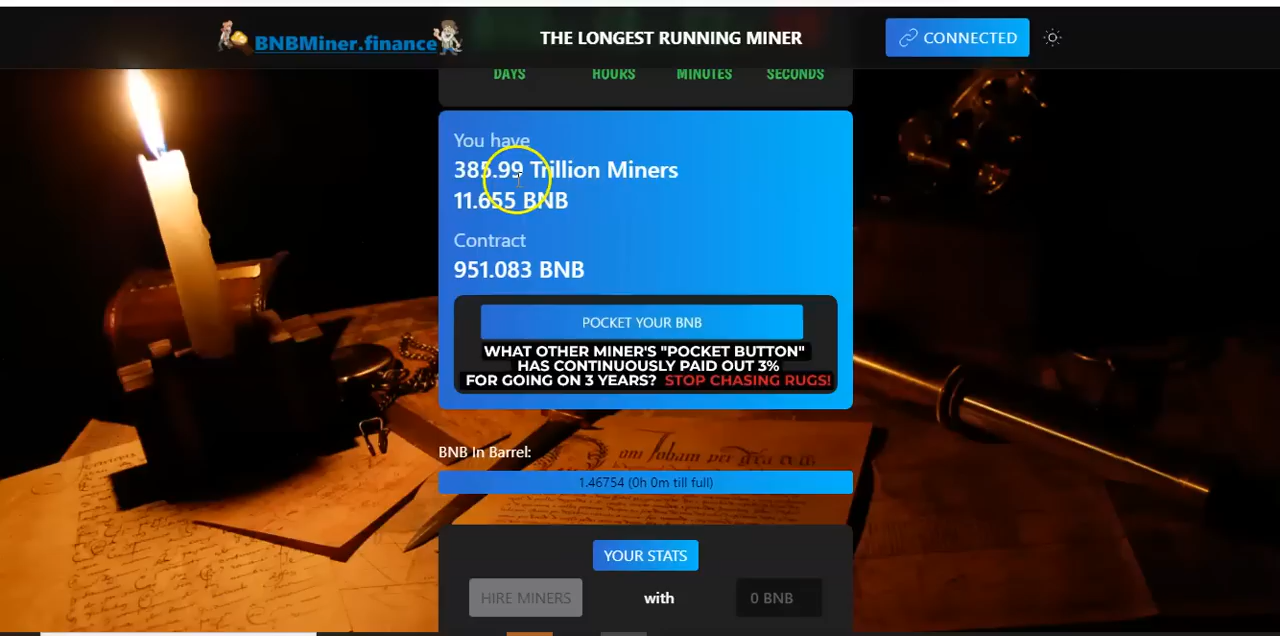 BNBMiner.finance
THE LONGEST RUNNING MINER
CONNECTED
DAYS HOURS MINUTES SECONDS
You have
385.99 Trillion Miners
11.655 BNB
Contract
951.083 BNB
POCKET YOUR BNB
WHAT OTHER MINER'S "POCKET BUTTON"
HAS CONTINUOUSLY PAID OUT 3%
FOR GOING ON 3 YEARS? STOP CHASING RUGS!
BNB In Barrel:
1.46754 (0h 0m till full)
YOUR STATS
HIRE MINERS with 0 BNB